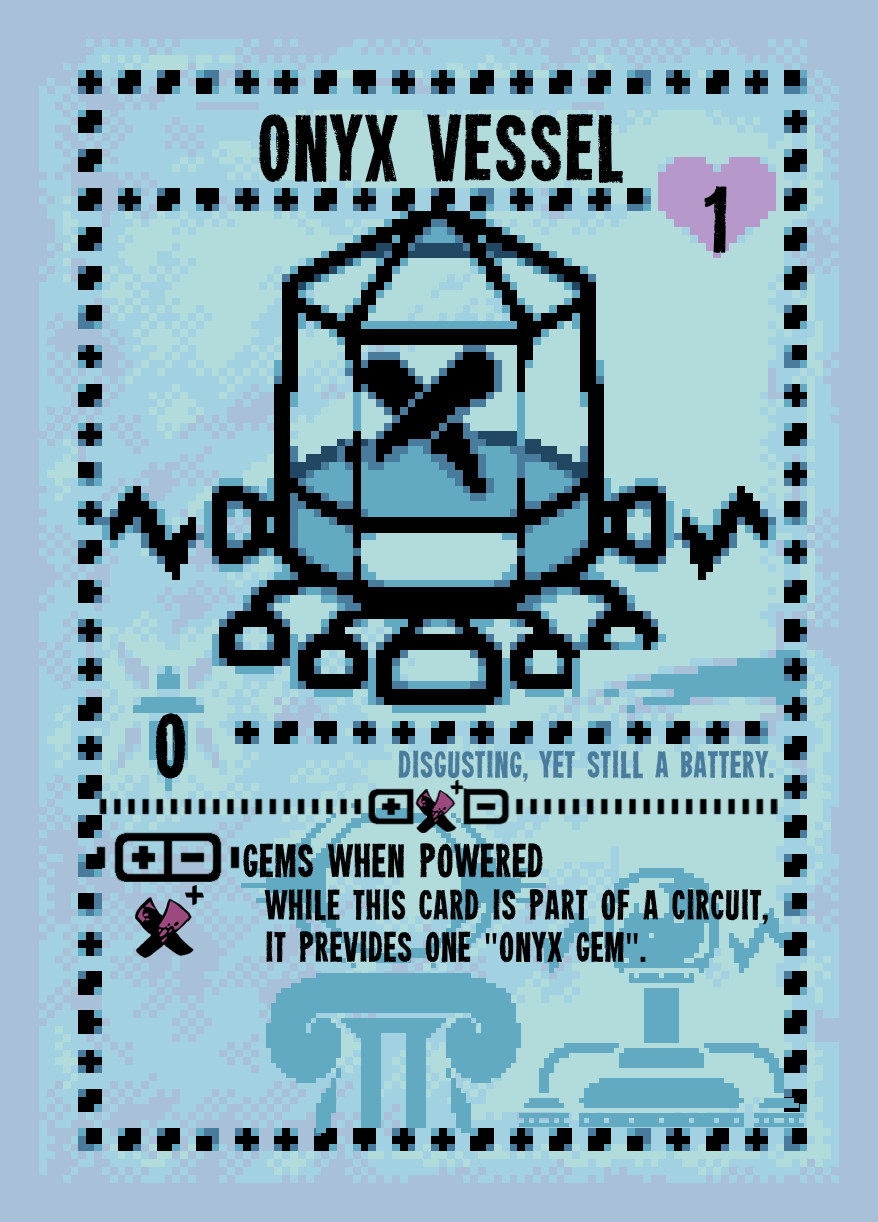 ONYX VESSEL
1
0
DISGUSTING, YET STILL A BATTERY.
GEMS WHEN POWERED
WHILE THIS CARD IS PART OF A CIRCUIT,
IT PREVIDES ONE "ONYX GEM".